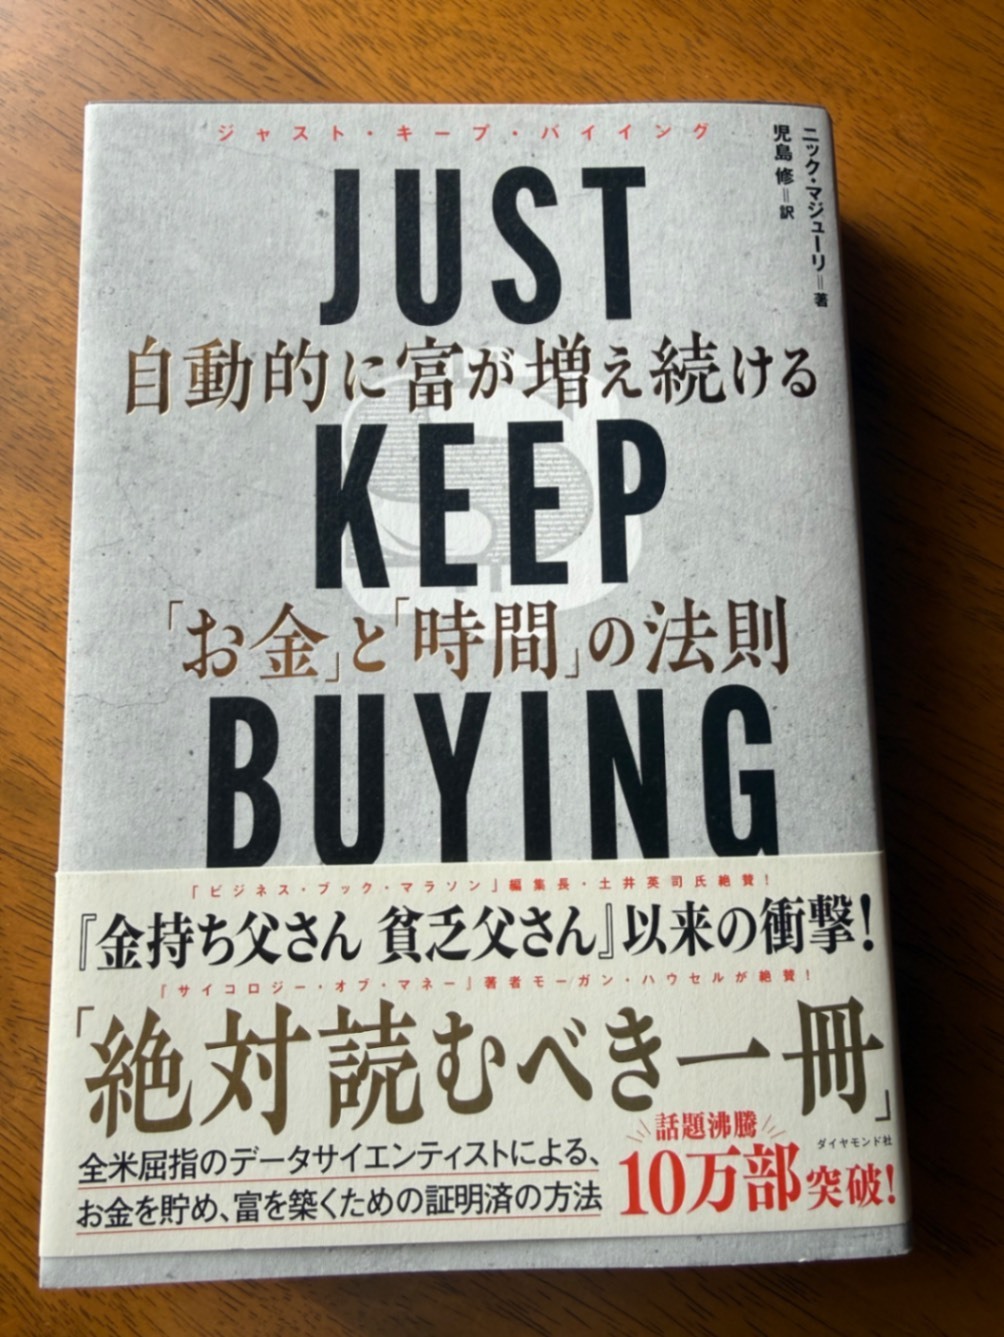 ジャスト・キープ・バイイング
ニック・マジューリ=著
児島 修=訳
JUST
自動的に富が増え続ける
KEEP
「お金」と「時間」の法則
BUYING
「ビジネス・ブック・マラソン」編集長・土井英司氏絶賛!
『金持ち父さん 貧乏父さん』以来の衝撃!
『サイコロジー・オブ・マネー』著者モーガン・ハウセルが絶賛!
「絶対読むべき一冊」
全米屈指のデータサイエンティストによる、
お金を貯め、富を築くための証明済の方法
話題沸騰
10万部突破!
ダイヤモンド社